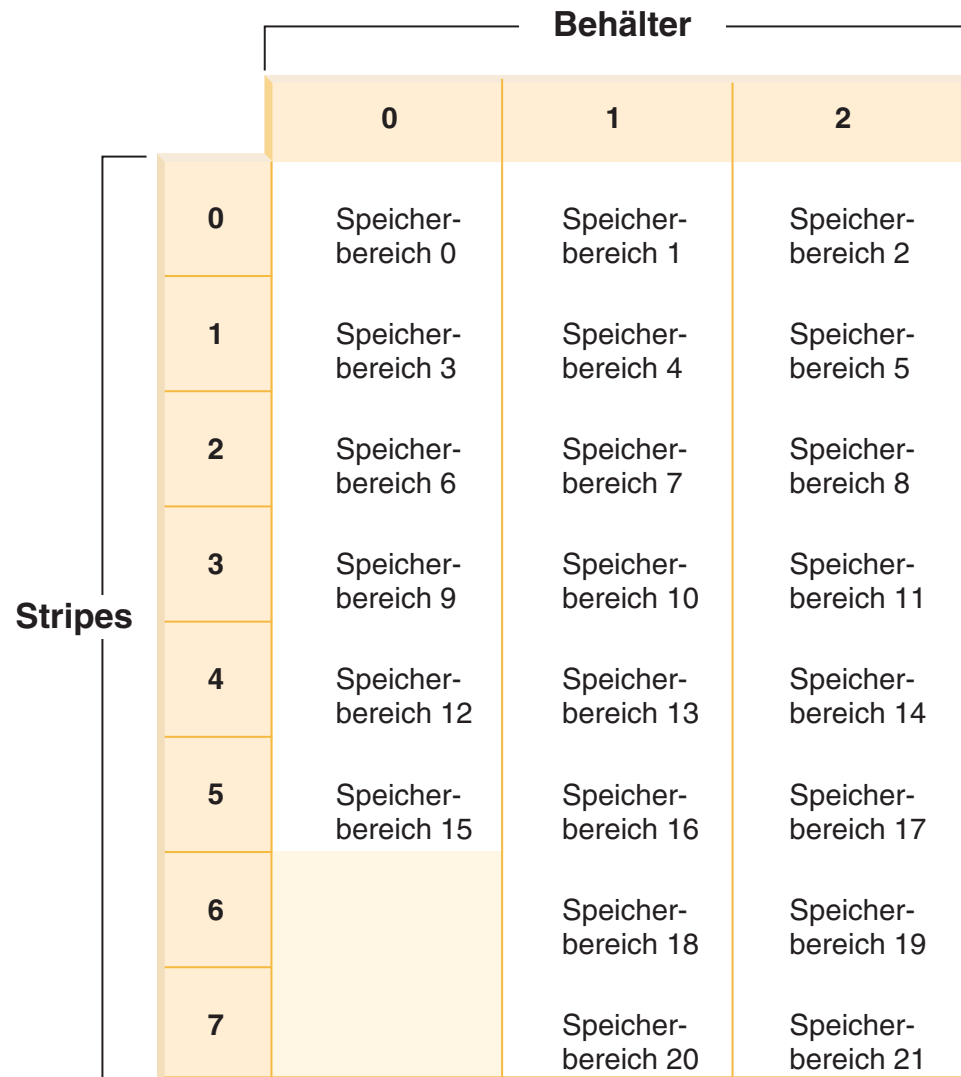 Behälter
0 1 2
0 Speicher- Speicher- Speicher-
bereich 0 bereich 1 bereich 2
1 Speicher- Speicher- Speicher-
bereich 3 bereich 4 bereich 5
2 Speicher- Speicher- Speicher-
bereich 6 bereich 7 bereich 8
3 Speicher- Speicher- Speicher-
bereich 9 bereich 10 bereich 11
Stripes
4 Speicher- Speicher- Speicher-
bereich 12 bereich 13 bereich 14
5 Speicher- Speicher- Speicher-
bereich 15 bereich 16 bereich 17
6 Speicher- Speicher-
bereich 18 bereich 19
7 Speicher- Speicher-
bereich 20 bereich 21